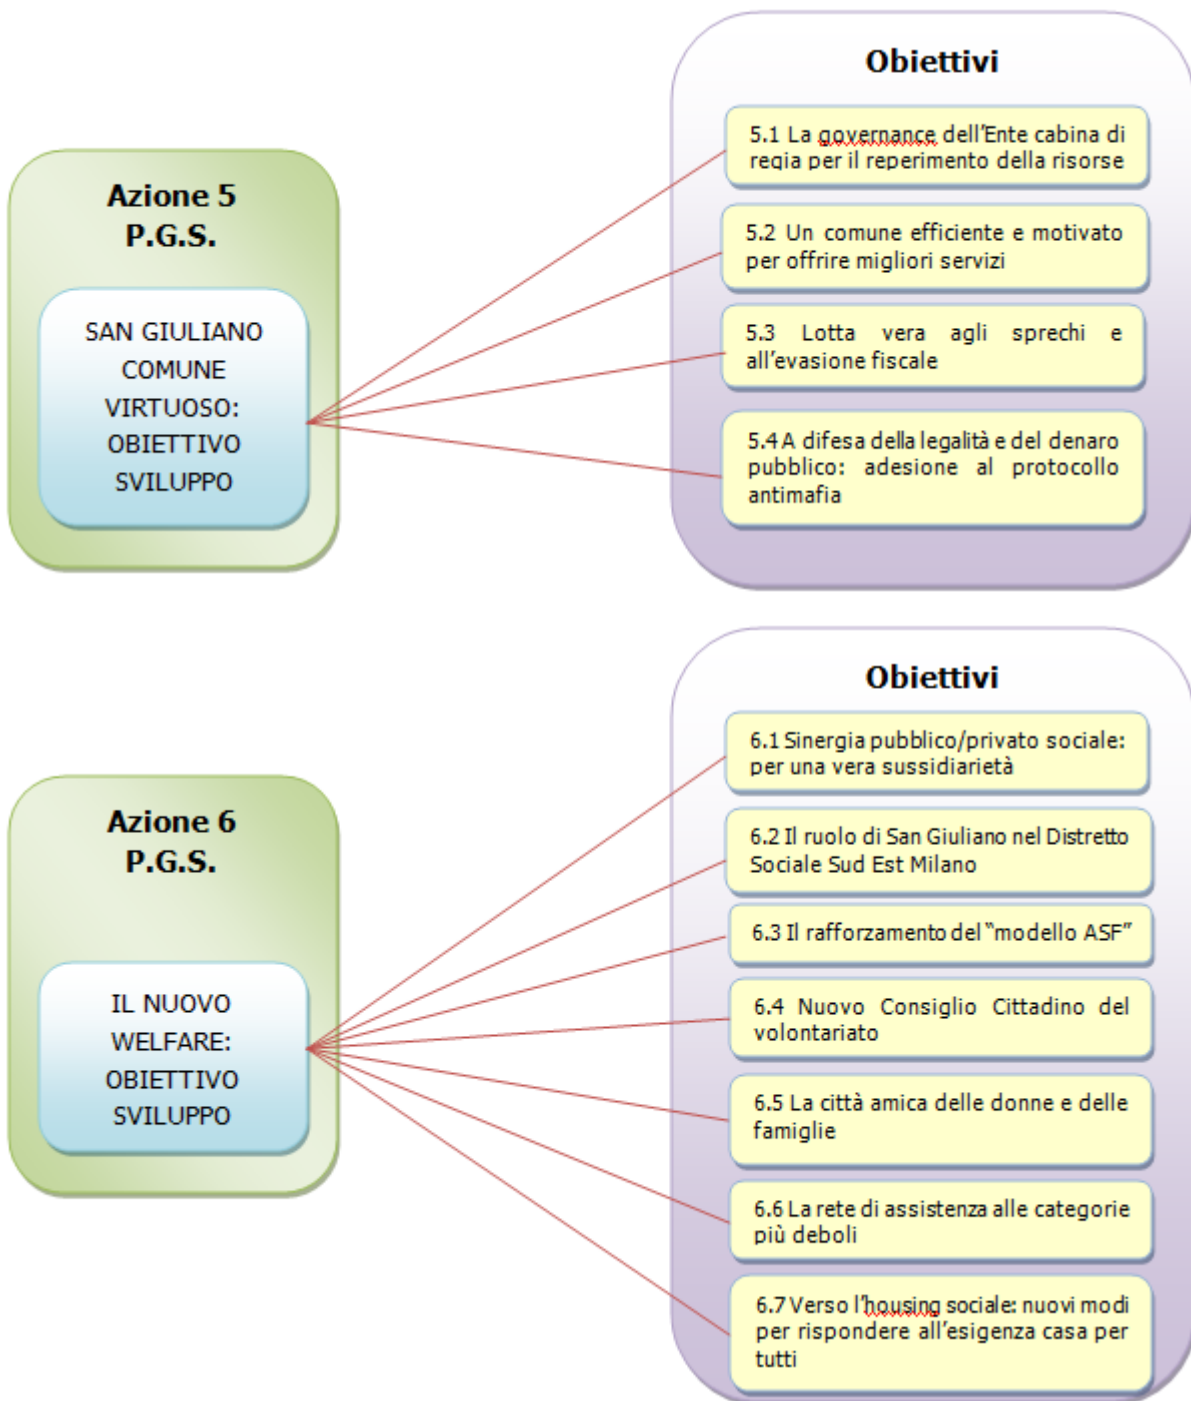 Azione 5
P.G.S.
SAN GIULIANO
COMUNE
VIRTUOSO:
OBIETTIVO
SVILUPPO
Obiettivi
5.1 La governance dell'Ente cabina di
regia per il reperimento della risorse
5.2 Un comune efficiente e motivato
per offrire migliori servizi
5.3 Lotta vera agli sprechi e
all'evasione fiscale
5.4 A difesa della legalità e del denaro
pubblico: adesione al protocollo
antimafia
Azione 6
P.G.S.
IL NUOVO
WELFARE:
OBIETTIVO
SVILUPPO
Obiettivi
6.1 Sinergia pubblico/privato sociale:
per una vera sussidiarietà
6.2 Il ruolo di San Giuliano nel Distretto
Sociale Sud Est Milano
6.3 Il rafforzamento del "modello ASF"
6.4 Nuovo Consiglio Cittadino del
volontariato
6.5 La città amica delle donne e delle
famiglie
6.6 La rete di assistenza alle categorie
più deboli
6.7 Verso l'housing sociale: nuovi modi
per rispondere all'esigenza casa per
tutti